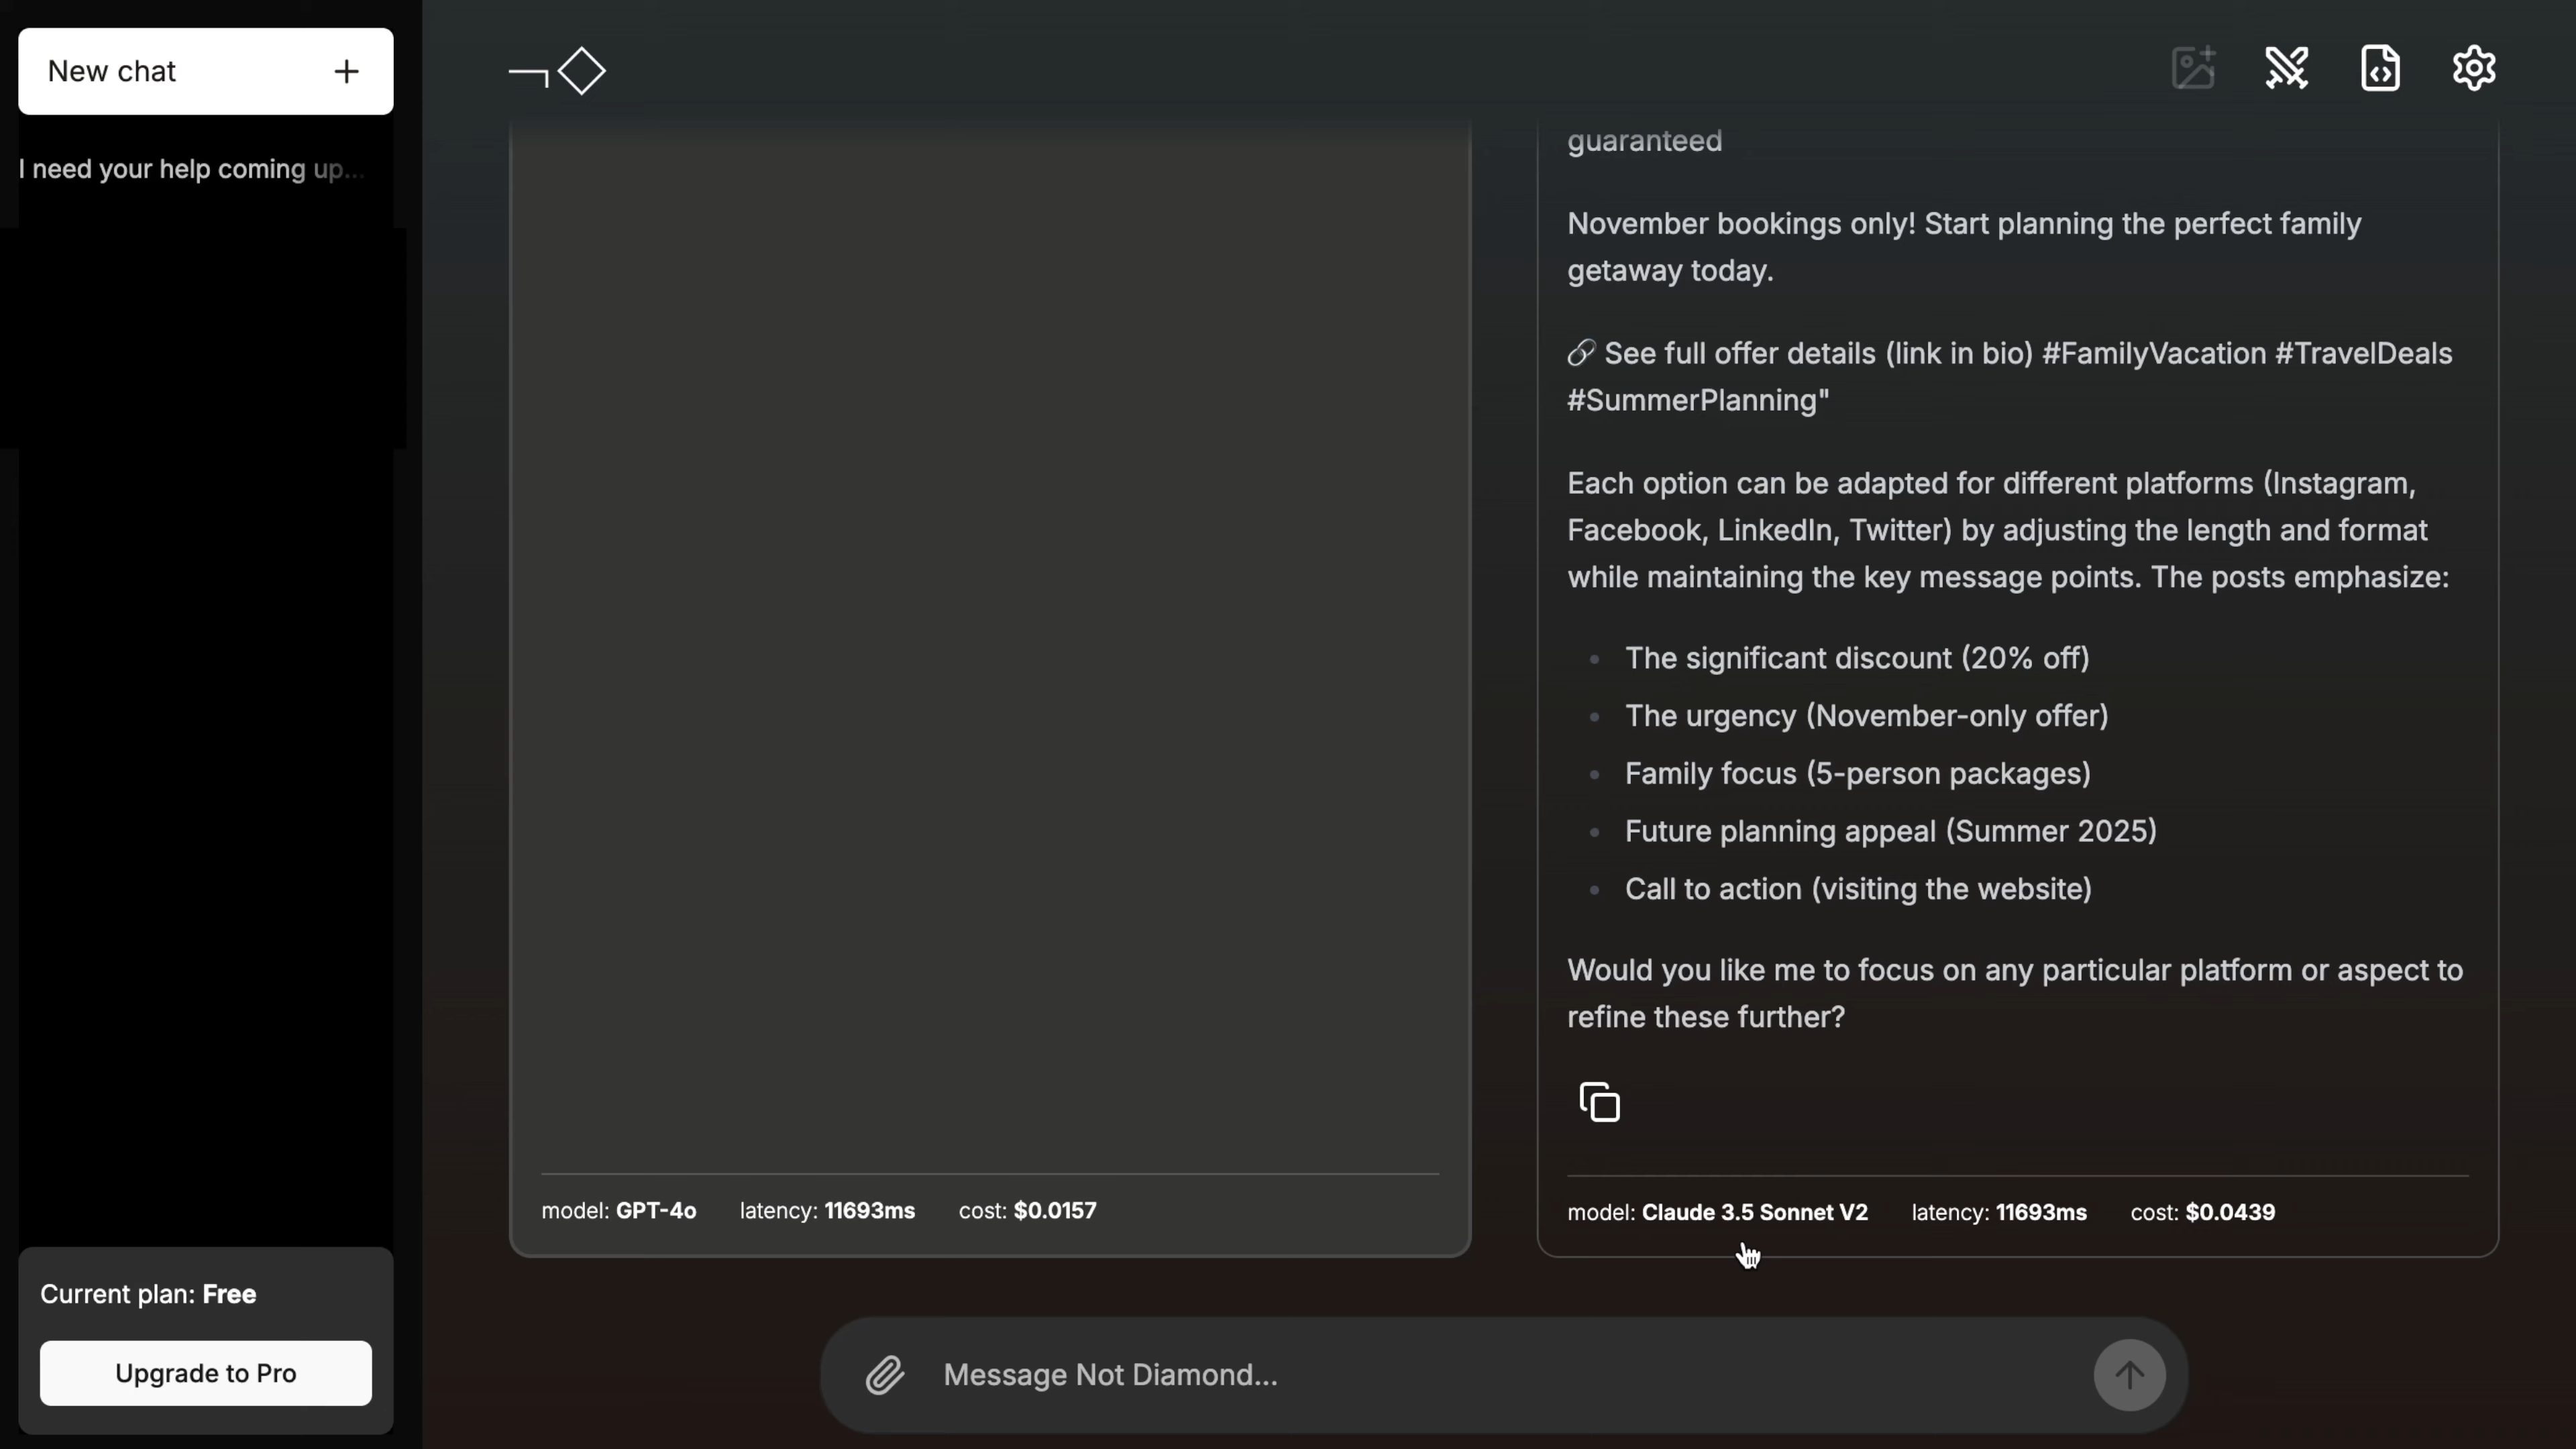 New chat
I need your help coming up...
guaranteed
November bookings only! Start planning the perfect family
getaway today.
See full offer details (link in bio) #FamilyVacation #TravelDeals
#SummerPlanning"
Each option can be adapted for different platforms (Instagram,
Facebook, LinkedIn, Twitter) by adjusting the length and format
while maintaining the key message points. The posts emphasize:
• The significant discount (20% off)
• The urgency (November-only offer)
• Family focus (5-person packages)
• Future planning appeal (Summer 2025)
• Call to action (visiting the website)
Would you like me to focus on any particular platform or aspect to
refine these further?
model: GPT-4o latency: 11693ms cost: $0.0157
model: Claude 3.5 Sonnet V2 latency: 11693ms cost: $0.0439
Current plan: Free
Upgrade to Pro
Message Not Diamond...